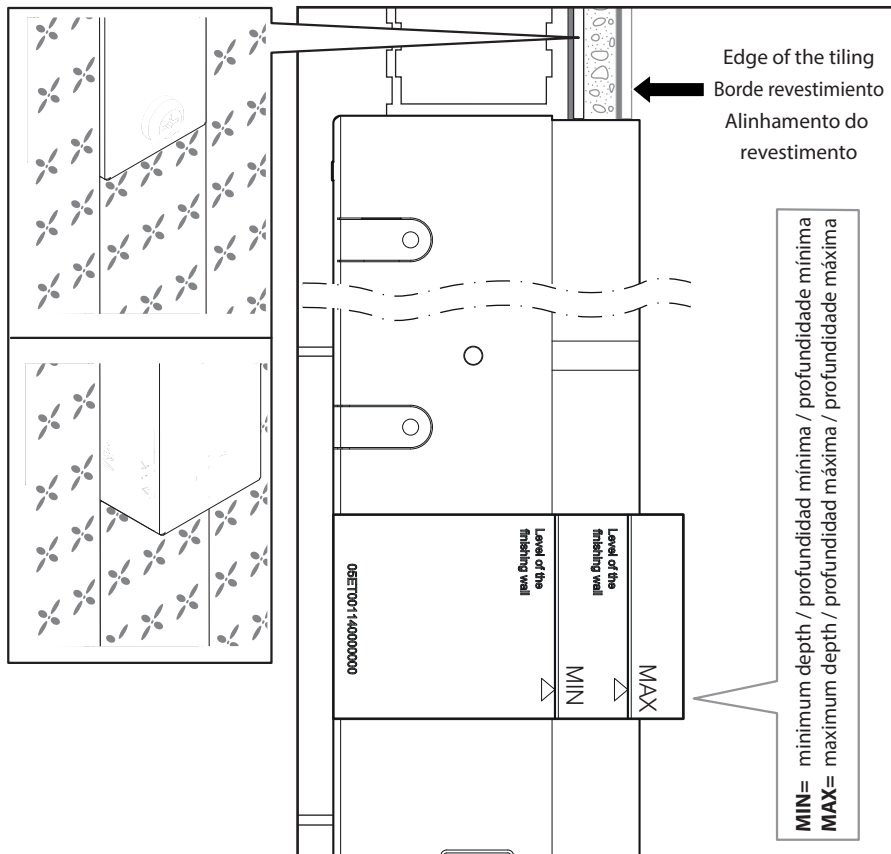 Edge of the tiling
Borde revestimiento
Alinhamento do
revestimento
MIN= minimum depth / profundidad mínima / profundidade mínima
MAX= maximum depth / profundidad máxima / profundidade máxima
Level of the
finishing wall
MIN
Level of the
finishing wall
MAX
05ET001140000000